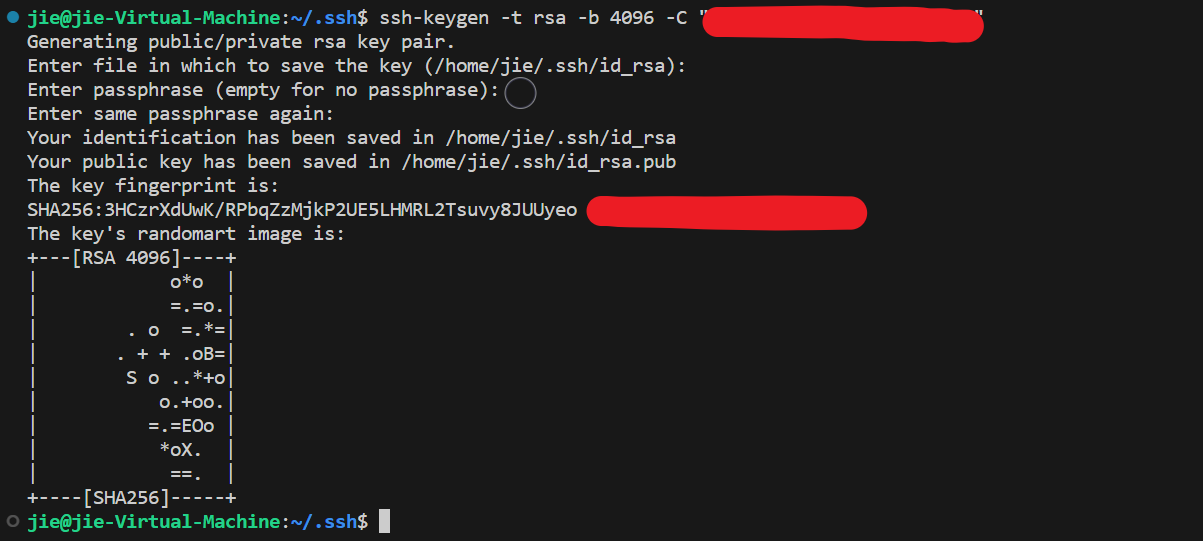 jie@jie-Virtual-Machine:~/.ssh$ ssh-keygen -t rsa -b 4096 -C " "
Generating public/private rsa key pair.
Enter file in which to save the key (/home/jie/.ssh/id_rsa):
Enter passphrase (empty for no passphrase):
Enter same passphrase again:
Your identification has been saved in /home/jie/.ssh/id_rsa
Your public key has been saved in /home/jie/.ssh/id_rsa.pub
The key fingerprint is:
SHA256:3HCzrXdUwK/RPbqZzMjkP2UE5LHMRL2Tsuvy8JUUyeo
The key's randomart image is:
+---[RSA 4096]----+
|            o*o  |
|            =.=o.|
|        . o  =.*=|
|       . + + .oB=|
|        S o ..*+o|
|           o.+oo.|
|          =.=EOo |
|           *oX.  |
|            ==.  |
+----[SHA256]-----+
jie@jie-Virtual-Machine:~/.ssh$